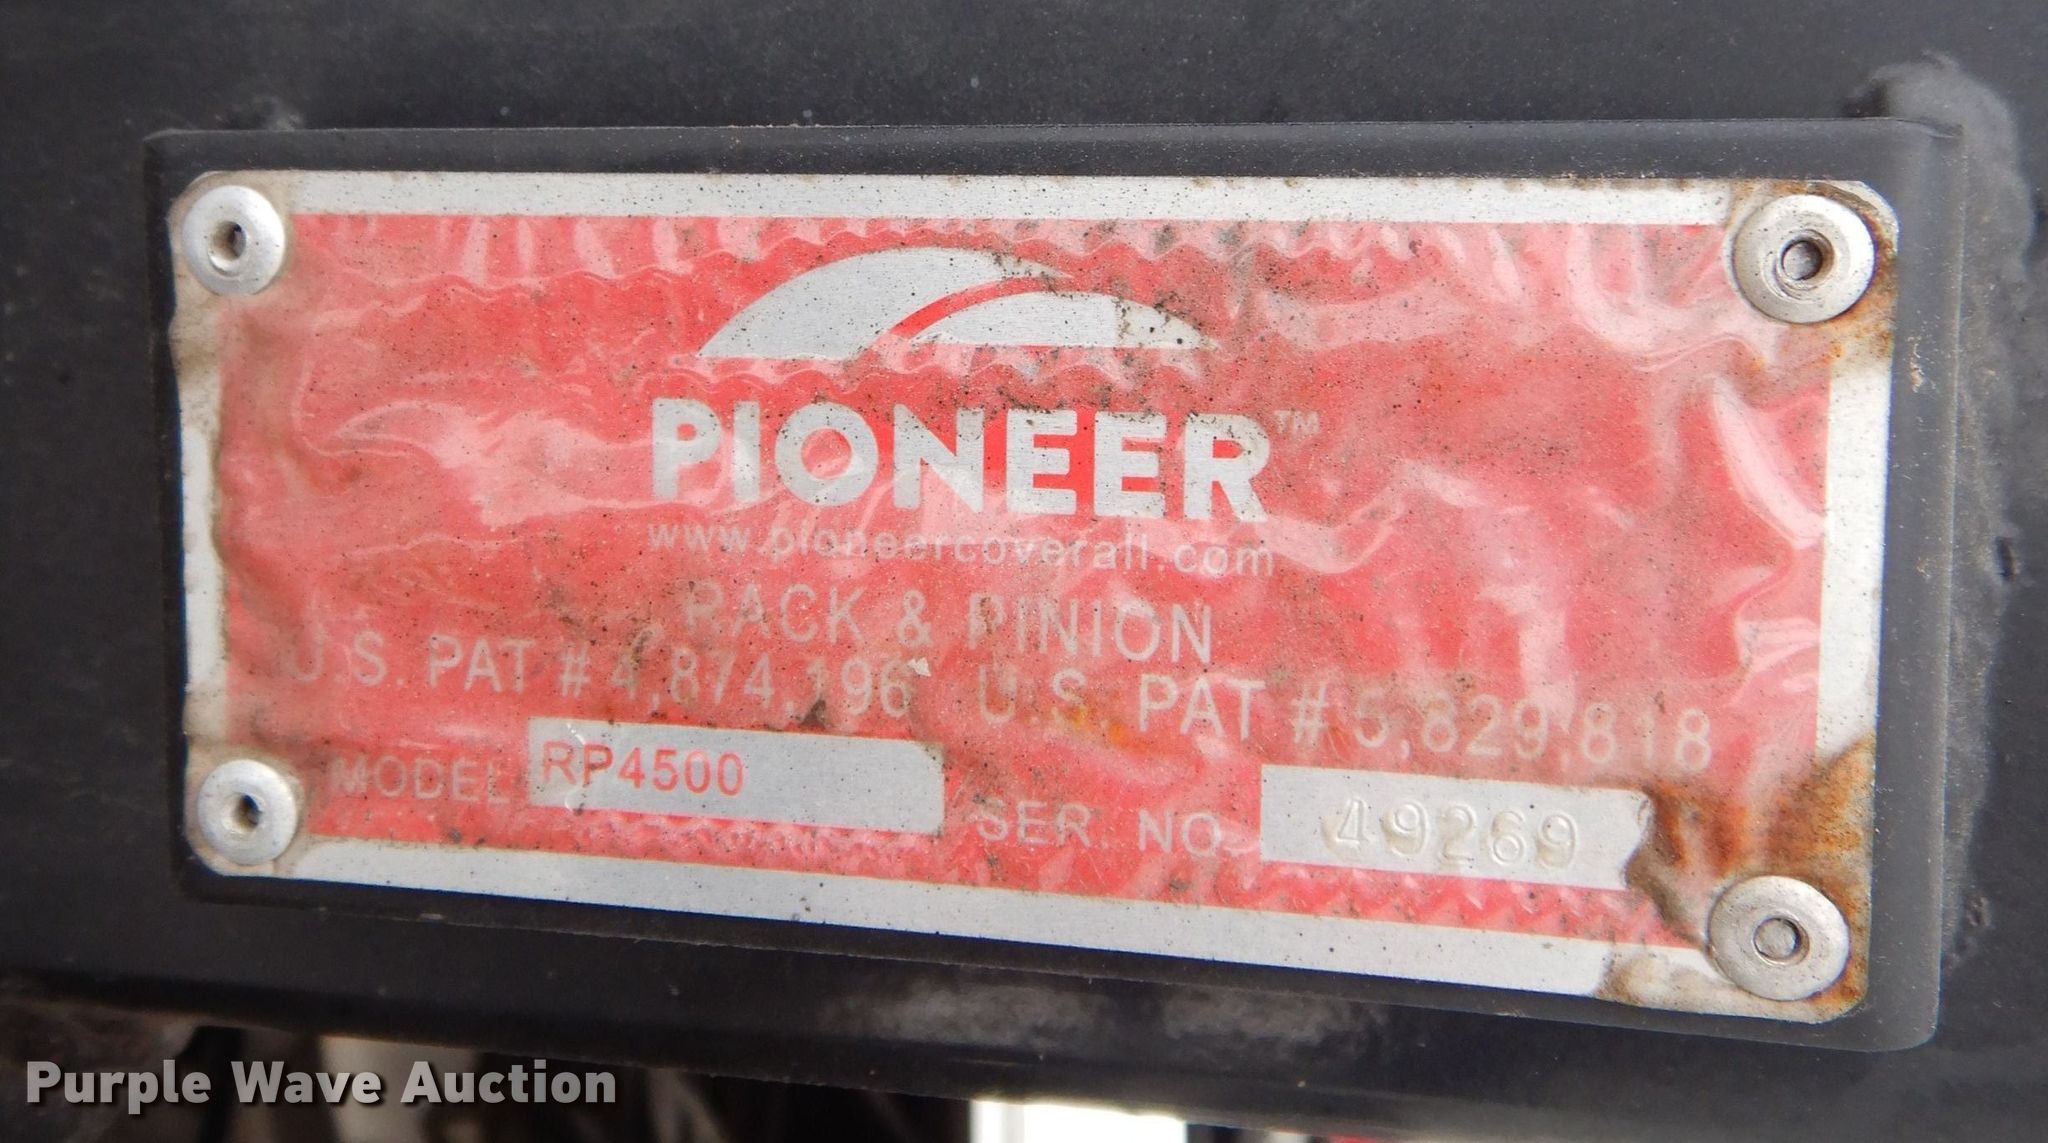 PIONEER™
www.pioneercoverall.com
RACK & PINION
U.S. PAT # 4,874,196 U.S. PAT # 5,829,818
MODEL RP4500 SER. NO. 49269
Purple Wave Auction